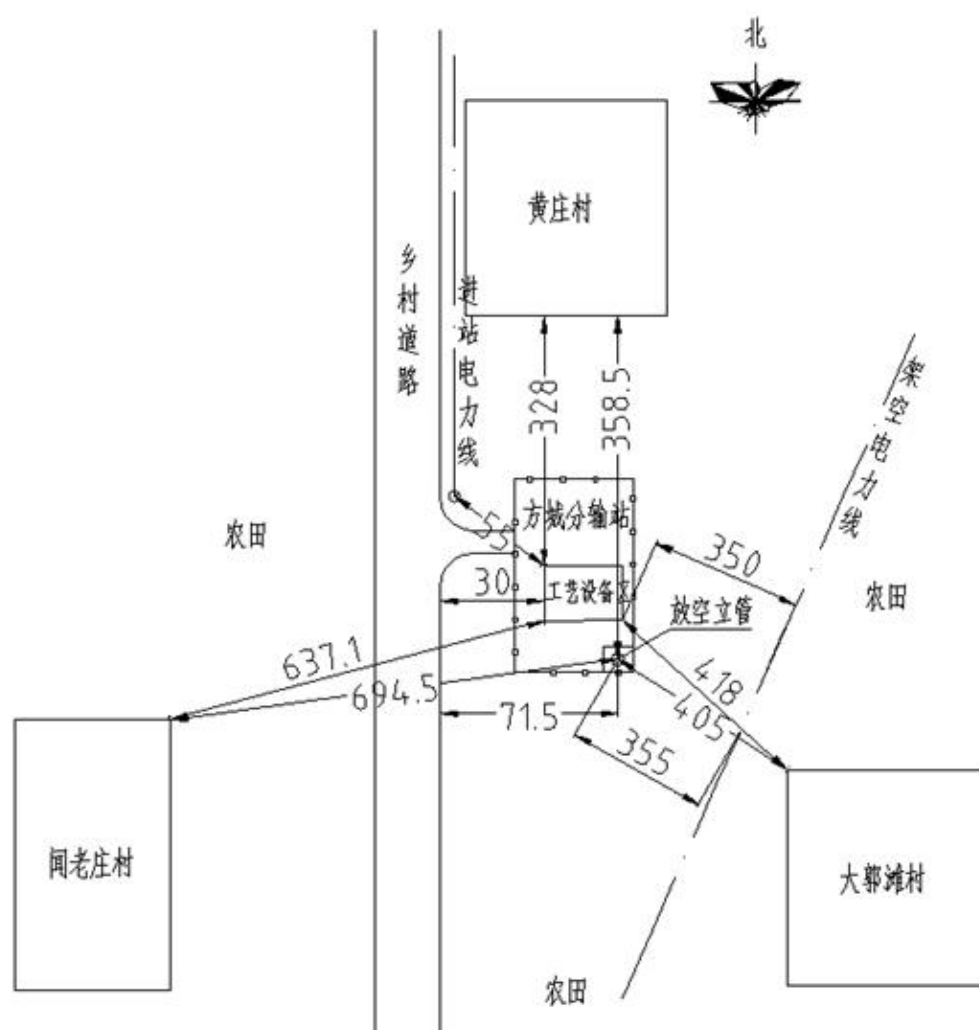 北
黄庄村
乡村道路
进站电力线
架空电力线
328
358.5
农田
方城分输站
55
350
农田
30
工艺设备区
放空立管
637.1
694.5
418
405
71.5
355
闻老庄村
大郭滩村
农田